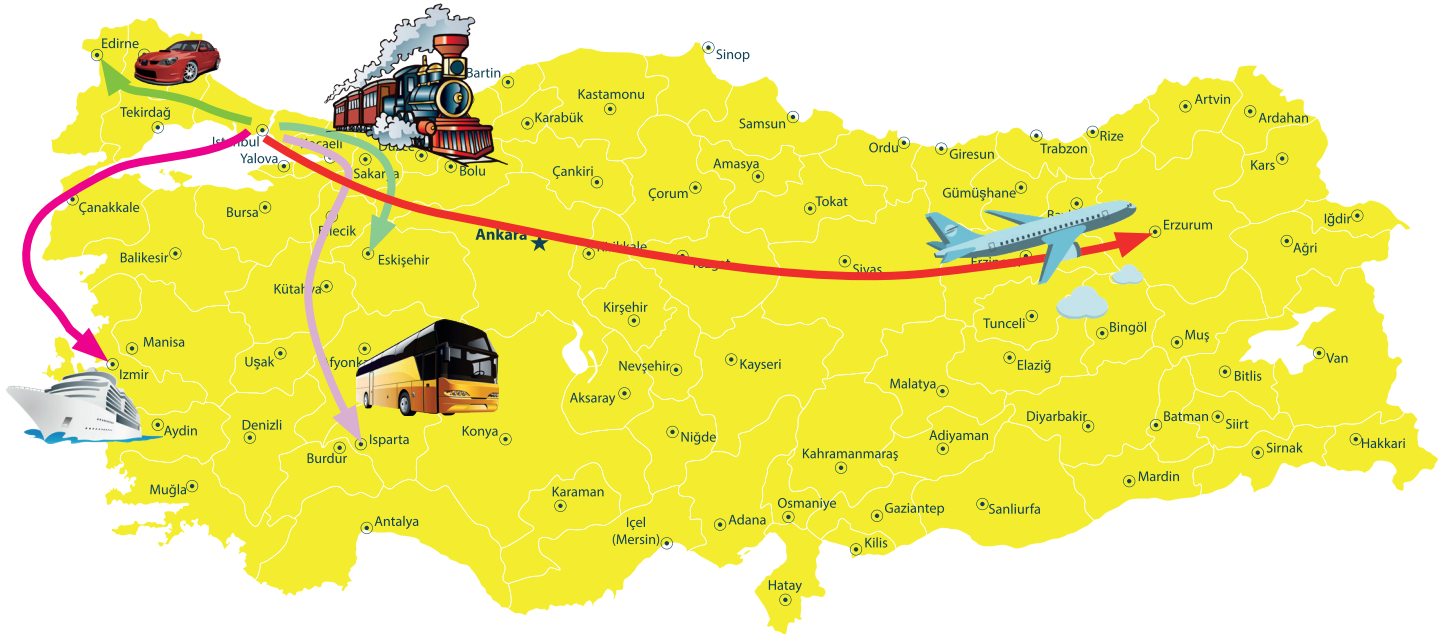 Edirne
Tekirdağ
Istanbul
Yalova
Kocaeli
Sakarya
Bolu
Bartin
Karabük
Kastamonu
Sinop
Samsun
Ordu
Giresun
Trabzon
Rize
Artvin
Ardahan
Kars
Çankiri
Çorum
Amasya
Tokat
Gümüşhane
Erzurum
Iğdir
Ağri
Çanakkale
Bursa
Bilecik
Eskişehir
Ankara
Sivas
Balikesir
Kütahya
Kirşehir
Tunceli
Bingöl
Muş
Manisa
Izmir
Uşak
Nevşehir
Kayseri
Aksaray
Malatya
Elaziğ
Bitlis
Van
Aydin
Denizli
Burdur
Isparta
Konya
Niğde
Kahramanmaraş
Adiyaman
Diyarbakir
Batman
Siirt
Sirnak
Hakkari
Muğla
Antalya
Karaman
Içel
(Mersin)
Adana
Osmaniye
Gaziantep
Kilis
Sanliurfa
Mardin
Hatay